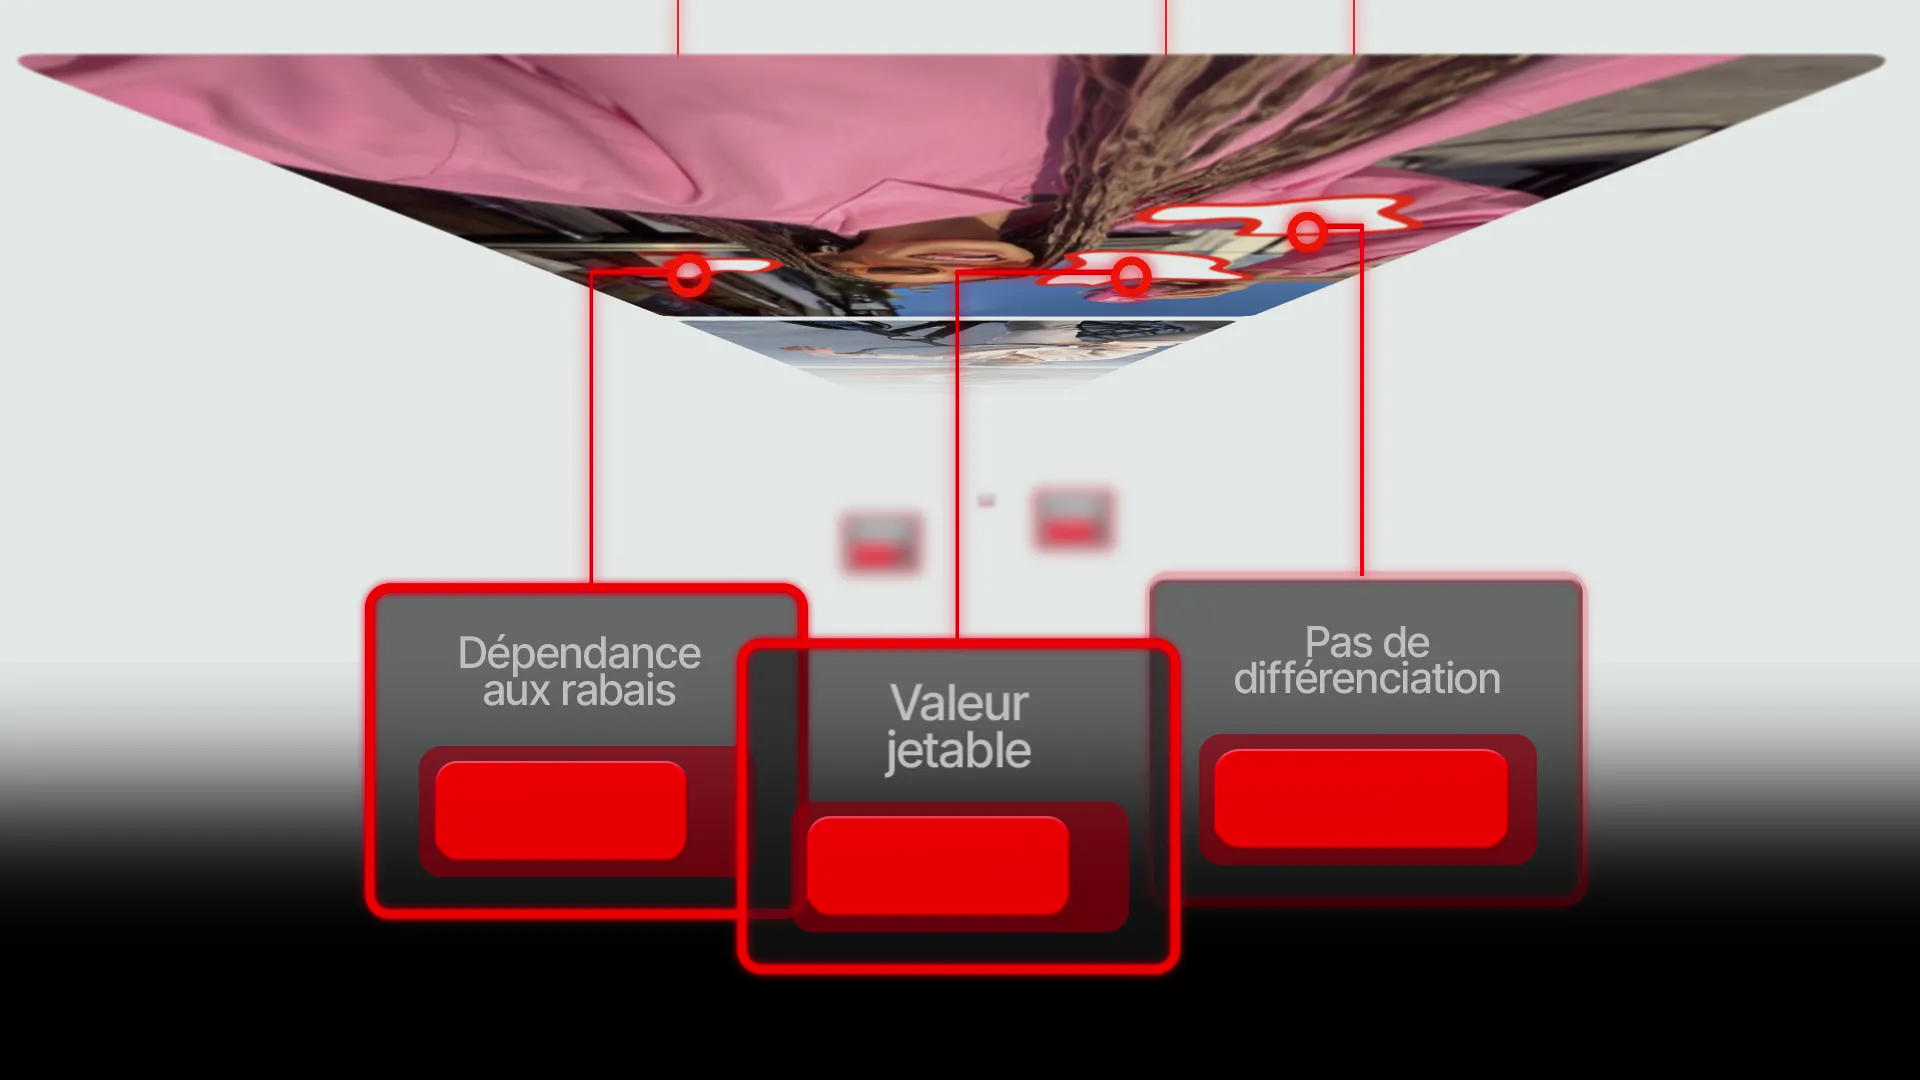 Dépendance
aux rabais
Valeur
jetable
Pas de
différenciation